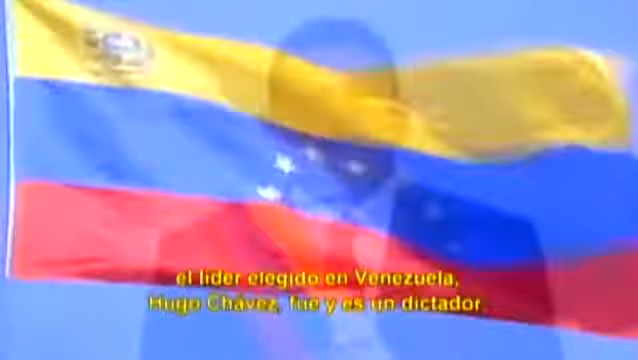 el líder elegido en Venezuela,
Hugo Chávez, fue y es un dictador.